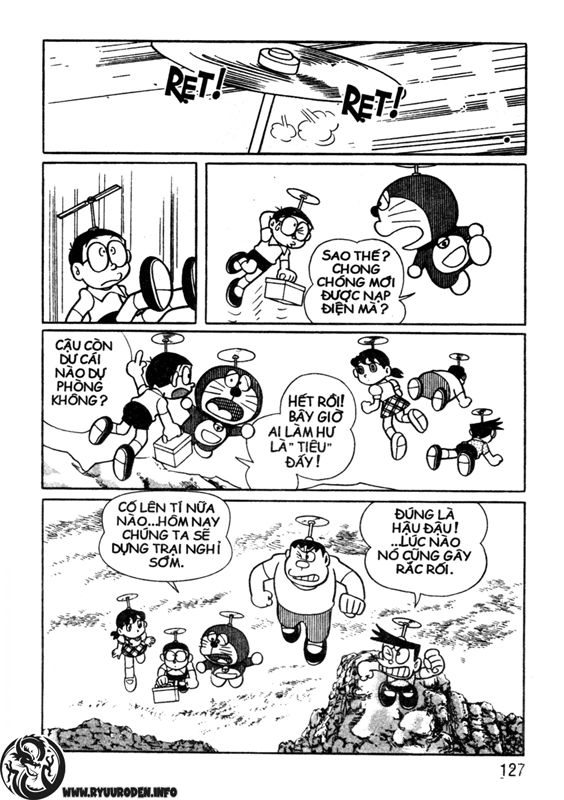 RẸT!
RẸT!
SAO THẾ?
CHONG
CHÓNG MỚI
ĐƯỢC NẠP
ĐIỆN MÀ?
CẬU CÒN
DƯ CÁI
NÀO DỰ
PHÒNG
KHÔNG?
HẾT RỒI!
BÂY GIỜ
AI LÀM HƯ
LÀ "TIÊU"
ĐẤY!
CỐ LÊN TÍ NỮA
NÀO...HÔM NAY
CHÚNG TA SẼ
DỰNG TRẠI NGHỈ
SỚM.
ĐÚNG LÀ
HẬU ĐẬU!
...LÚC NÀO
NÓ CŨNG GÂY
RẮC RỐI.
127
WWW.RYUURODEN.INFO